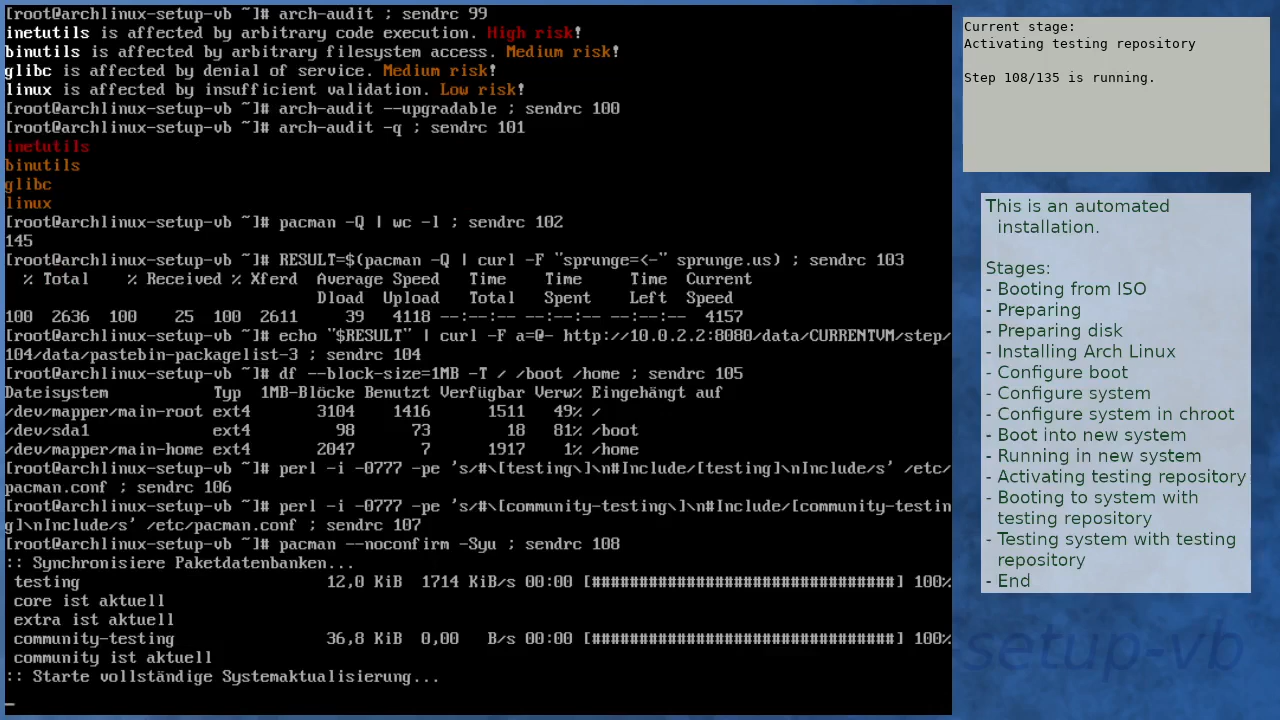 [root@archlinux-setup-vb ~]# arch-audit ; sendrc 99
inetutils is affected by arbitrary code execution. High risk!
binutils is affected by arbitrary filesystem access. Medium risk!
glibc is affected by denial of service. Medium risk!
linux is affected by insufficient validation. Low risk!
[root@archlinux-setup-vb ~]# arch-audit --upgradable ; sendrc 100
[root@archlinux-setup-vb ~]# arch-audit -q ; sendrc 101
inetutils
binutils
glibc
linux
[root@archlinux-setup-vb ~]# pacman -Q | wc -l ; sendrc 102
145
[root@archlinux-setup-vb ~]# RESULT=$(pacman -Q | curl -F "sprunge=<-" sprunge.us) ; sendrc 103
  % Total    % Received % Xferd  Average Speed   Time    Time     Time  Current
                                 Dload  Upload   Total   Spent    Left  Speed
100  2636  100    25  100  2611     39   4118 --:--:-- --:--:-- --:--:--  4157
[root@archlinux-setup-vb ~]# echo "$RESULT" | curl -F a=@- http://10.0.2.2:8080/data/CURRENTVM/step/
104/data/pastebin-packagelist-3 ; sendrc 104
[root@archlinux-setup-vb ~]# df --block-size=1MB -T / /boot /home ; sendrc 105
Dateisystem           Typ  1MB-Blöcke Benutzt Verfügbar Verw% Eingehängt auf
/dev/mapper/main-root ext4       3104    1416      1511   49% /
/dev/sda1             ext4         98      73        18   81% /boot
/dev/mapper/main-home ext4       2047       7      1917    1% /home
[root@archlinux-setup-vb ~]# perl -i -0777 -pe 's/#\[testing\]\n#Include/[testing]\nInclude/s' /etc/
pacman.conf ; sendrc 106
[root@archlinux-setup-vb ~]# perl -i -0777 -pe 's/#\[community-testing\]\n#Include/[community-testin
g]\nInclude/s' /etc/pacman.conf ; sendrc 107
[root@archlinux-setup-vb ~]# pacman --noconfirm -Syu ; sendrc 108
:: Synchronisiere Paketdatenbanken...
 testing                          12,0 KiB  1714 KiB/s 00:00 [################################] 100%
 core ist aktuell
 extra ist aktuell
 community-testing                36,8 KiB  0,00   B/s 00:00 [################################] 100%
 community ist aktuell
:: Starte vollständige Systemaktualisierung...
Current stage:
Activating testing repository
Step 108/135 is running.
This is an automated
installation.
Stages:
- Booting from ISO
- Preparing
- Preparing disk
- Installing Arch Linux
- Configure boot
- Configure system
- Configure system in chroot
- Boot into new system
- Running in new system
- Activating testing repository
- Booting to system with
testing repository
- Testing system with testing
repository
- End
setup-vb